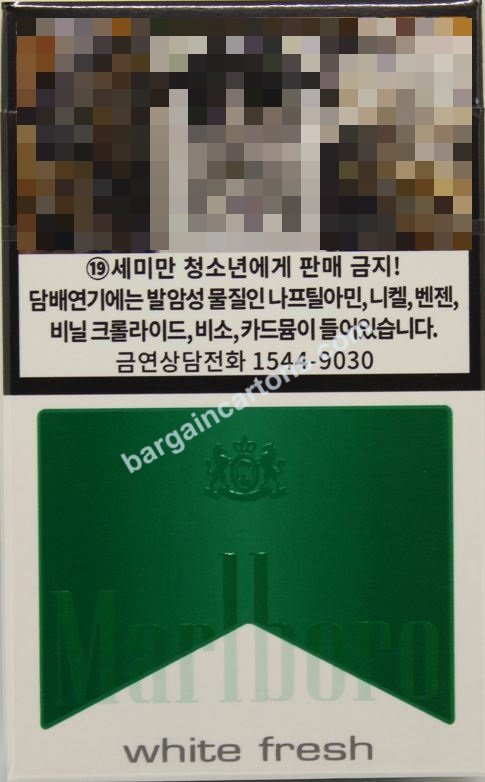 ⑲세미만 청소년에게 판매 금지!
담배연기에는 발암성 물질인 나프틸아민, 니켈, 벤젠,
비닐 크롤라이드, 비소, 카드뮴이 들어있습니다.
금연상담전화 1544-9030
bargaincartons.com
Marlboro
white fresh